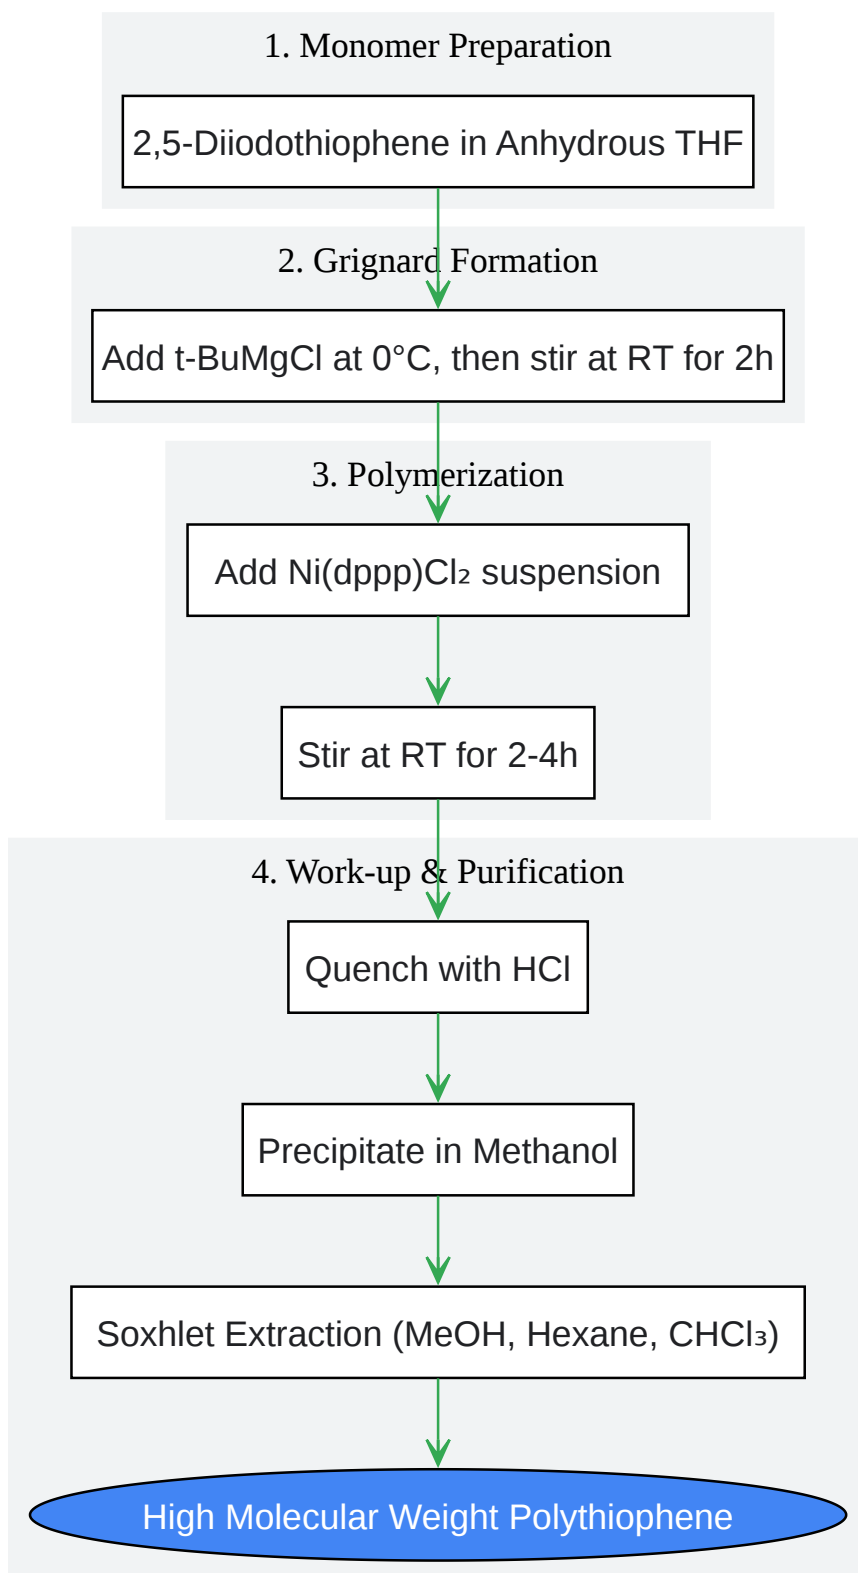 1. Monomer Preparation
2,5-Diiodothiophene in Anhydrous THF
2. Grignard Formation
Add t-BuMgCl at 0°C, then stir at RT for 2h
3. Polymerization
Add Ni(dppp)Cl₂ suspension
Stir at RT for 2-4h
4. Work-up & Purification
Quench with HCl
Precipitate in Methanol
Soxhlet Extraction (MeOH, Hexane, CHCl₃)
High Molecular Weight Polythiophene